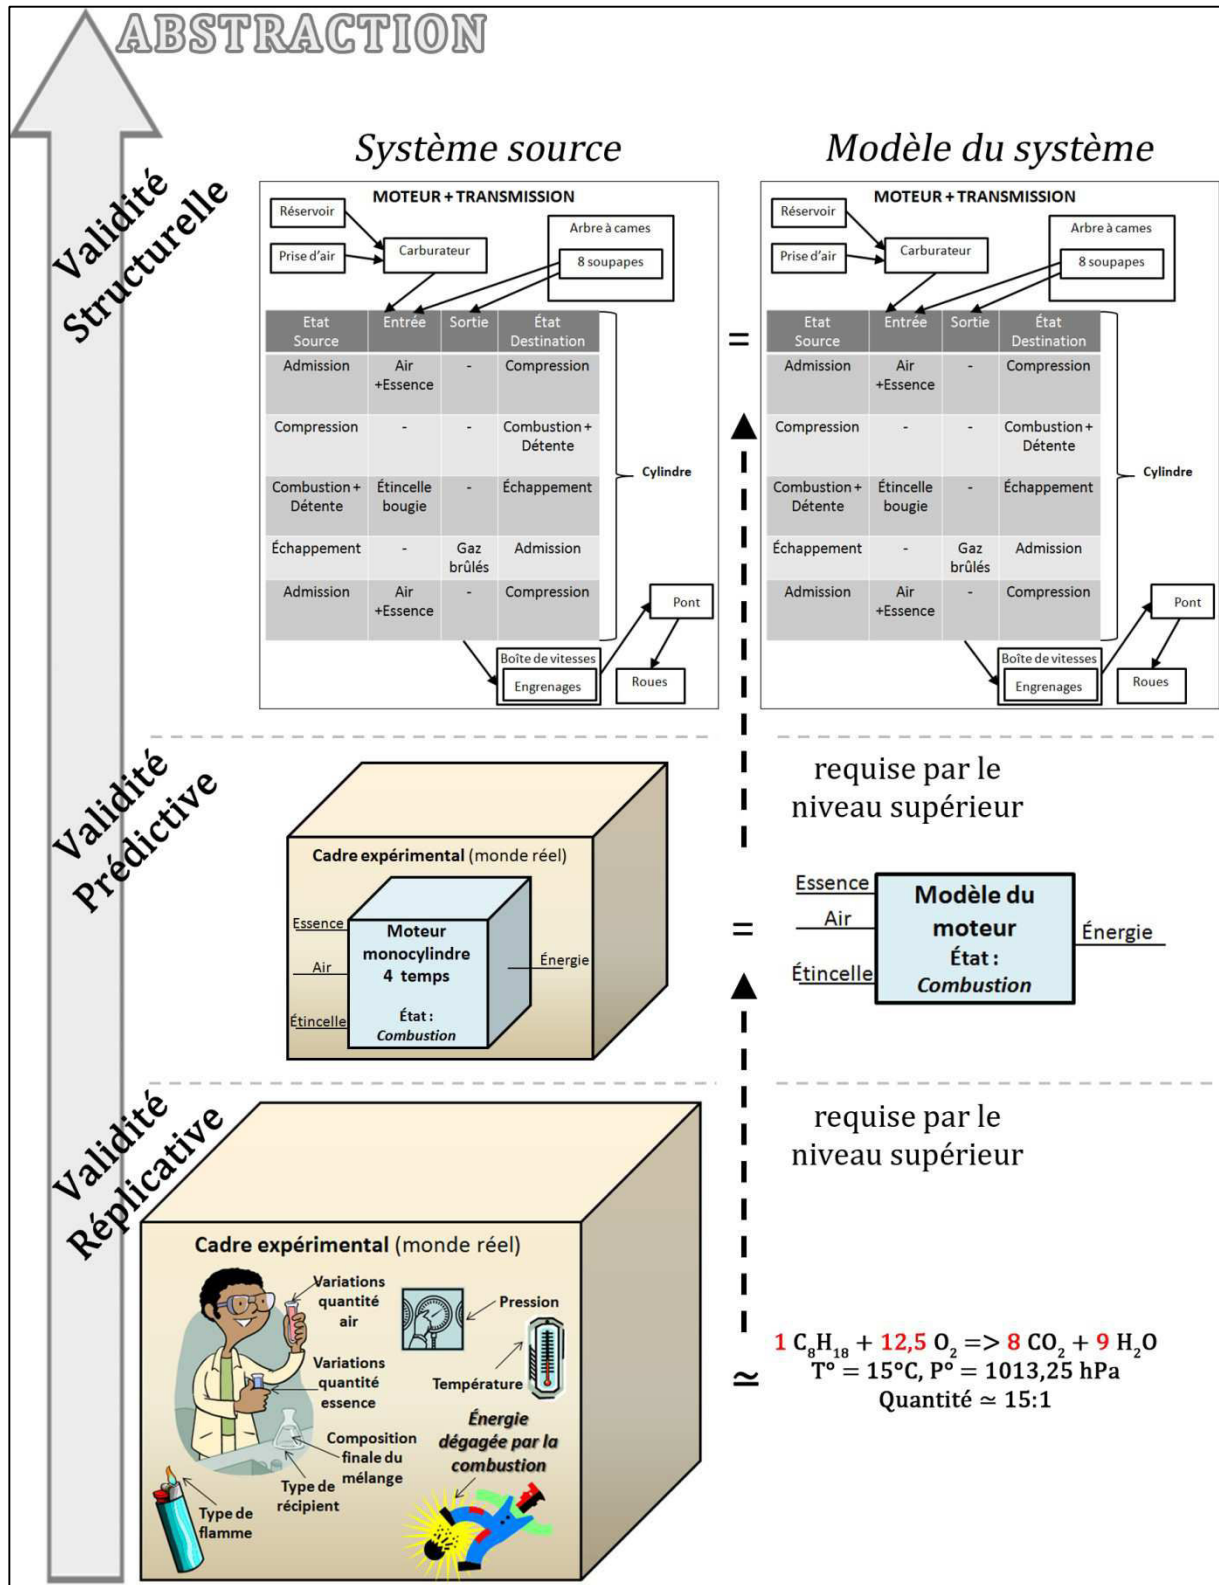 ABSTRACTION
Système source
Modèle du système
Validité
Structurelle
MOTEUR + TRANSMISSION
Réservoir
Prise d'air
Carburateur
Arbre à cames
8 soupapes
Etat
Source
Entrée
Sortie
État
Destination
Admission
Air
+Essence
-
Compression
Compression
-
-
Combustion +
Détente
Combustion +
Détente
Étincelle
bougie
-
Échappement
Échappement
-
Gaz
brûlés
Admission
Admission
Air
+Essence
-
Compression
Cylindre
Boîte de vitesses
Engrenages
Pont
Roues
=
MOTEUR + TRANSMISSION
Réservoir
Prise d'air
Carburateur
Arbre à cames
8 soupapes
Etat
Source
Entrée
Sortie
État
Destination
Admission
Air
+Essence
-
Compression
Compression
-
-
Combustion +
Détente
Combustion +
Détente
Étincelle
bougie
-
Échappement
Échappement
-
Gaz
brûlés
Admission
Admission
Air
+Essence
-
Compression
Cylindre
Boîte de vitesses
Engrenages
Pont
Roues
Validité
Prédictive
requise par le
niveau supérieur
Cadre expérimental (monde réel)
Essence
Air
Étincelle
Moteur
monocylindre
4 temps
État :
Combustion
Énergie
=
Essence
Air
Étincelle
Modèle du
moteur
État :
Combustion
Énergie
Validité
Réplicative
requise par le
niveau supérieur
Cadre expérimental (monde réel)
Variations
quantité
air
Pression
Variations
quantité
essence
Température
Composition
finale du
mélange
Énergie
dégagée par la
combustion
Type de
récipient
Type de
flamme
≃
1 C₈H₁₈ + 12,5 O₂ => 8 CO₂ + 9 H₂O
T° = 15°C, P° = 1013,25 hPa
Quantité ≃ 15:1